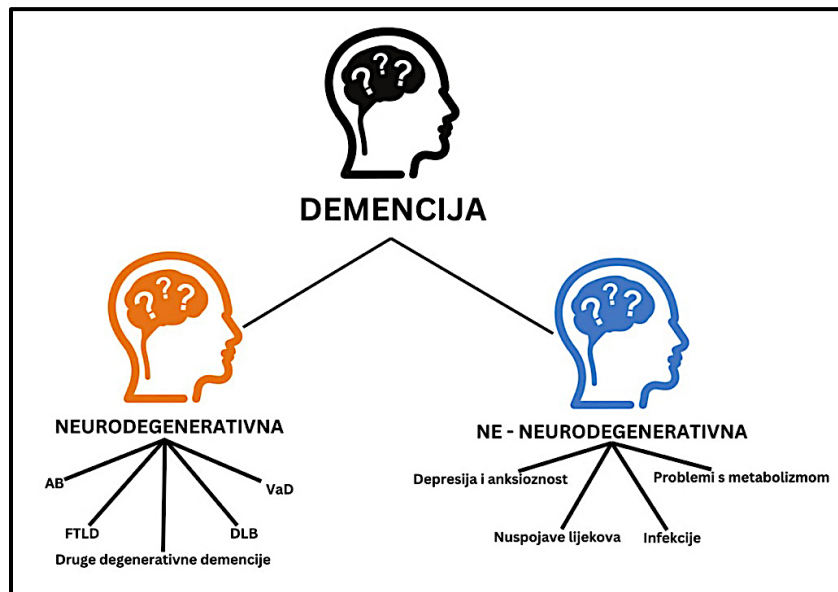 ? ? ?
DEMENCIJA
? ? ?
NEURODEGENERATIVNA
AB
FTLD
Druge degenerativne demencije
DLB
VaD
? ? ?
NE - NEURODEGENERATIVNA
Depresija i anksioznost
Nuspojave lijekova
Infekcije
Problemi s metabolizmom